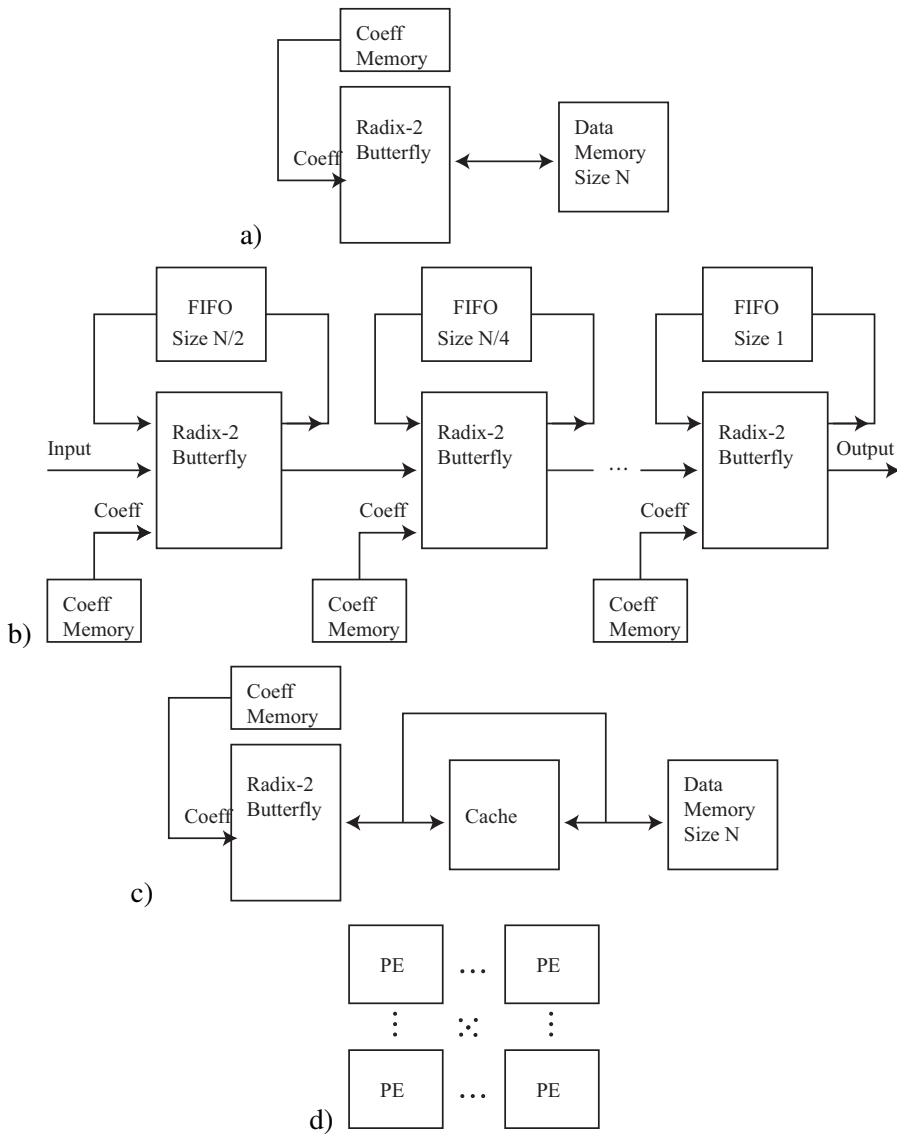 Coeff
Memory
Radix-2
Butterfly
Coeff
Data
Memory
Size N
a)
FIFO
Size N/2
FIFO
Size N/4
FIFO
Size 1
Input
Radix-2
Butterfly
Radix-2
Butterfly
...
Radix-2
Butterfly
Output
Coeff
Coeff
Coeff
Coeff
Memory
Coeff
Memory
Coeff
Memory
b)
Coeff
Memory
Radix-2
Butterfly
Coeff
Cache
Data
Memory
Size N
c)
PE ... PE
PE ... PE
d)